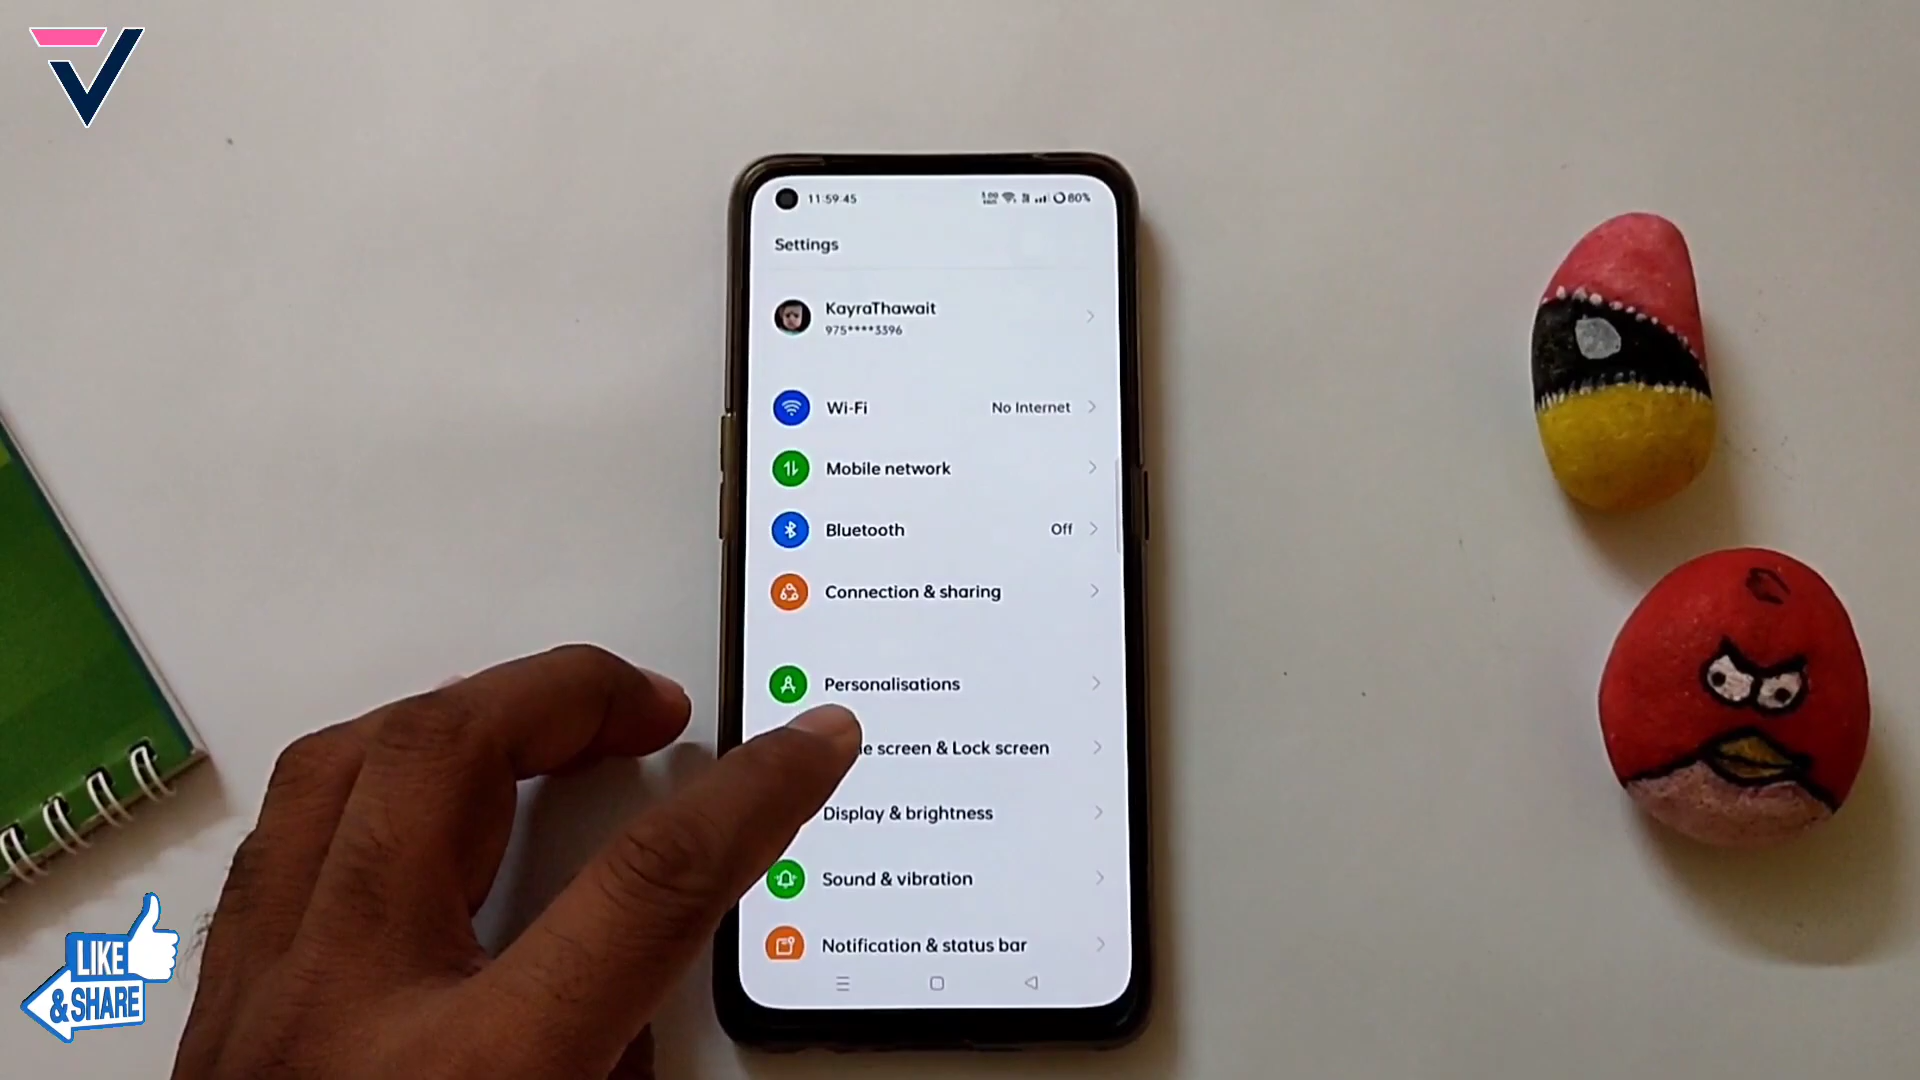 11:59:45
80%
Settings
KayraThawait
975****3396
Wi-Fi
No Internet
Mobile network
Bluetooth
Off
Connection & sharing
Personalisations
screen & Lock screen
Display & brightness
Sound & vibration
Notification & status bar
LIKE
& SHARE